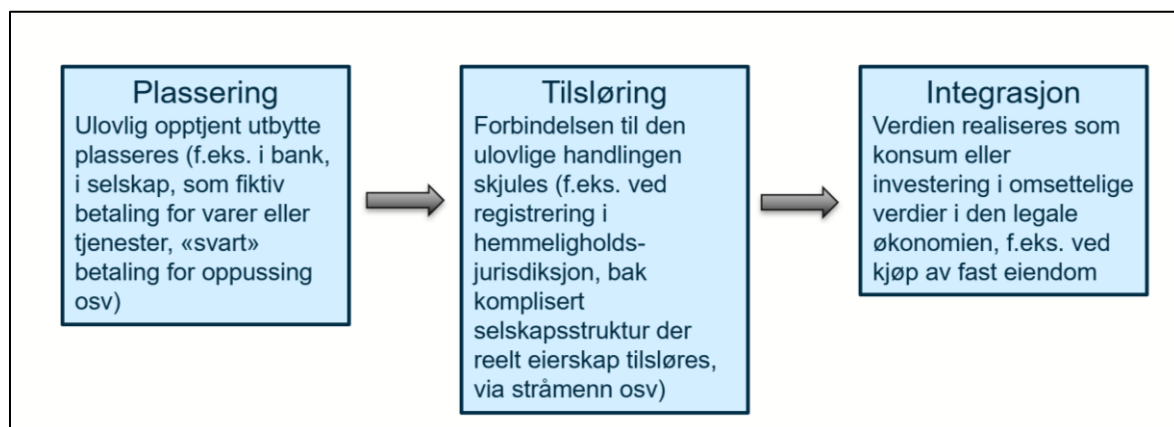 Plassering
Ulovlig opptjent utbytte
plasseres (f.eks. i bank,
i selskap, som fiktiv
betaling for varer eller
tjenester, «svart»
betaling for oppussing
osv)
Tilsløring
Forbindelsen til den
ulovlige handlingen
skjules (f.eks. ved
registrering i
hemmeligholds-
jurisdiksjon, bak
komplisert
selskapsstruktur der
reelt eierskap tilsløres,
via stråmenn osv)
Integrasjon
Verdien realiseres som
konsum eller
investering i omsettelige
verdier i den legale
økonomien, f.eks. ved
kjøp av fast eiendom